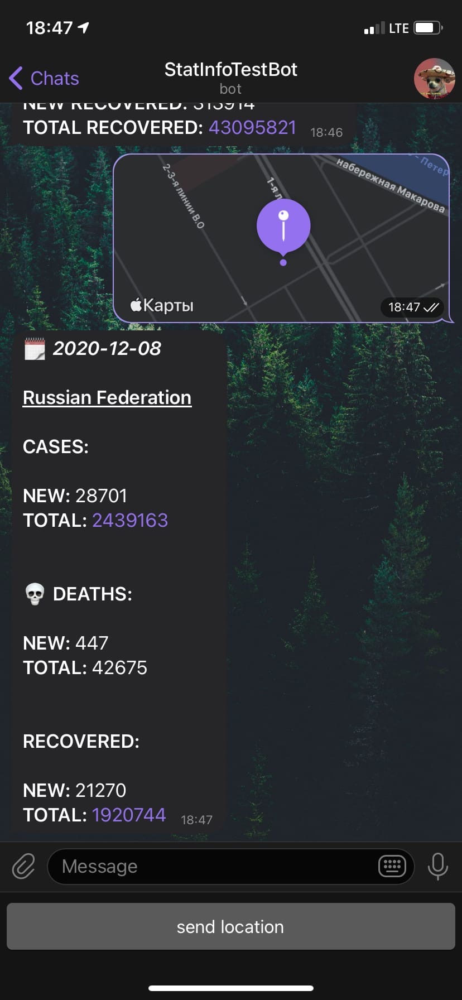 18:47
LTE
Chats
StatInfoTestBot
bot
NEW RECOVERED: 313914
TOTAL RECOVERED: 43095821 18:46
2-3-я линии В.О
1-я л
набережная Макарова
Петер
Карты
18:47
2020-12-08
Russian Federation
CASES:
NEW: 28701
TOTAL: 2439163
DEATHS:
NEW: 447
TOTAL: 42675
RECOVERED:
NEW: 21270
TOTAL: 1920744 18:47
Message
send location